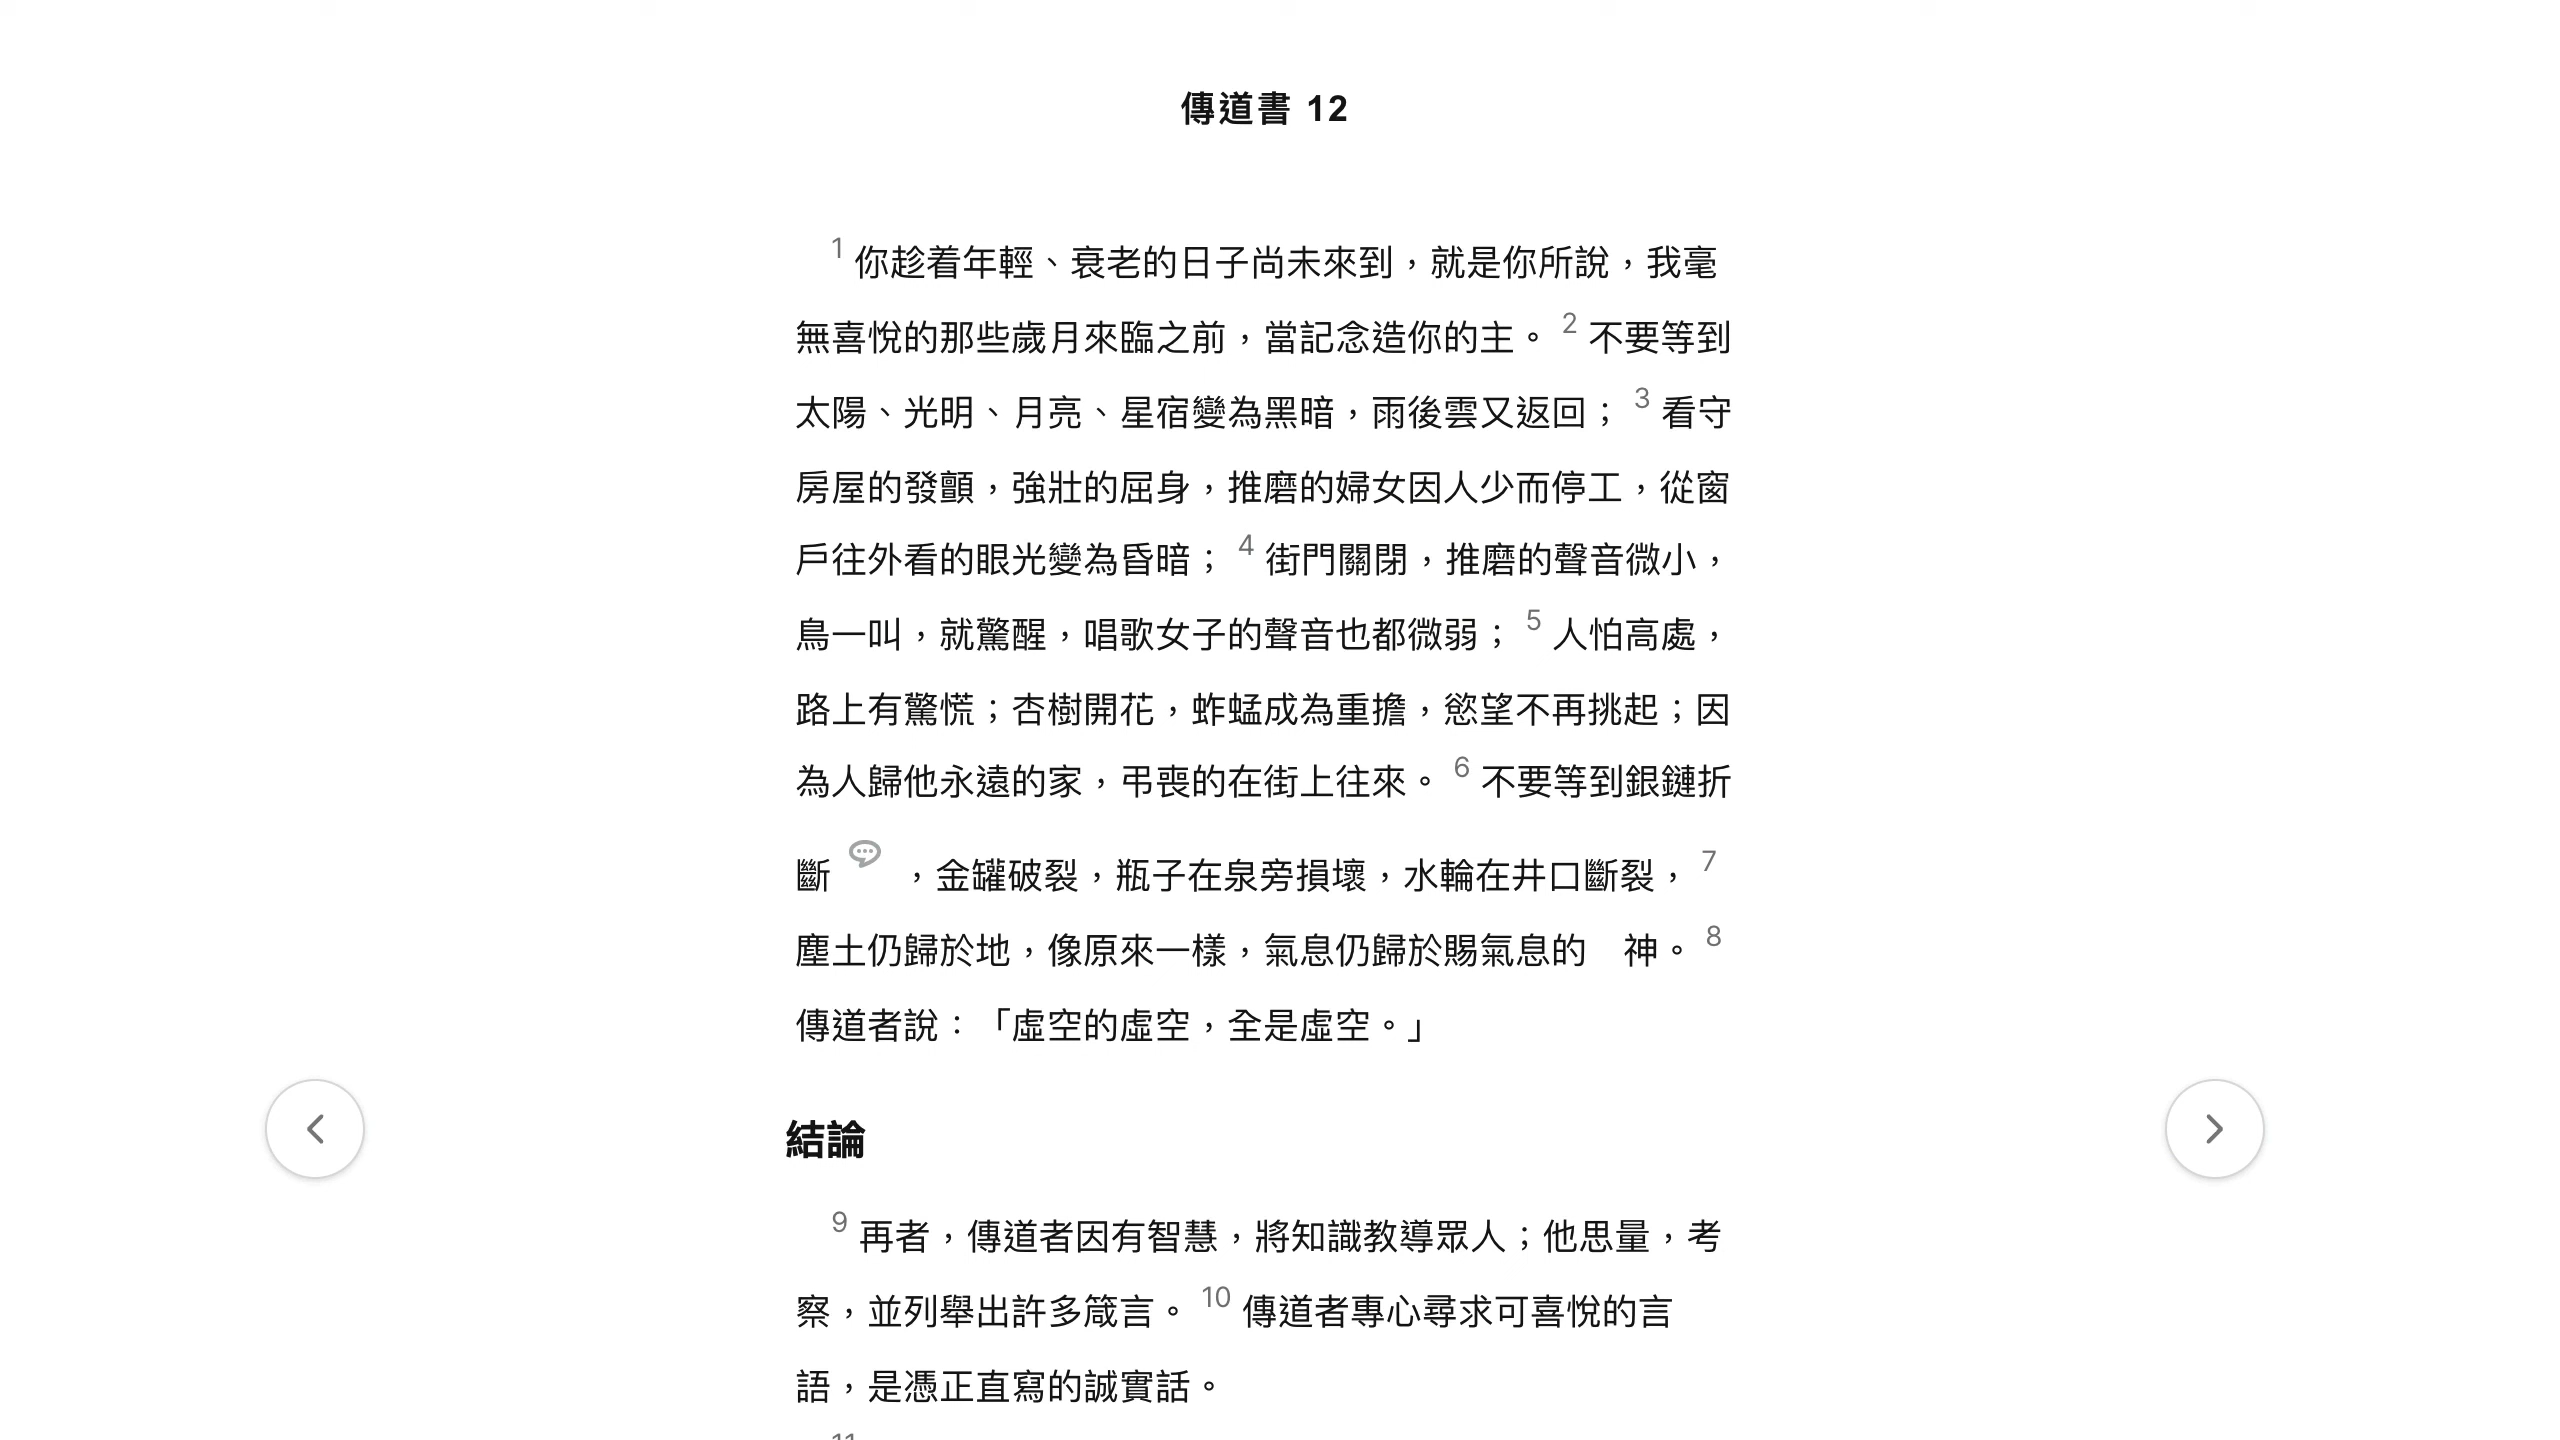 傳道書 12
1 你趁着年輕、衰老的日子尚未來到，就是你所說，我毫
無喜悅的那些歲月來臨之前，當記念造你的主。 2 不要等到
太陽、光明、月亮、星宿變為黑暗，雨後雲又返回； 3 看守
房屋的發顫，強壯的屈身，推磨的婦女因人少而停工，從窗
戶往外看的眼光變為昏暗； 4 街門關閉，推磨的聲音微小，
鳥一叫，就驚醒，唱歌女子的聲音也都微弱； 5 人怕高處，
路上有驚慌；杏樹開花，蚱蜢成為重擔，慾望不再挑起；因
為人歸他永遠的家，弔喪的在街上往來。 6 不要等到銀鏈折
斷 ，金罐破裂，瓶子在泉旁損壞，水輪在井口斷裂， 7
塵土仍歸於地，像原來一樣，氣息仍歸於賜氣息的　神。 8
傳道者說：「虛空的虛空，全是虛空。」
結論
9 再者，傳道者因有智慧，將知識教導眾人；他思量，考
察，並列舉出許多箴言。 10 傳道者專心尋求可喜悅的言
語，是憑正直寫的誠實話。